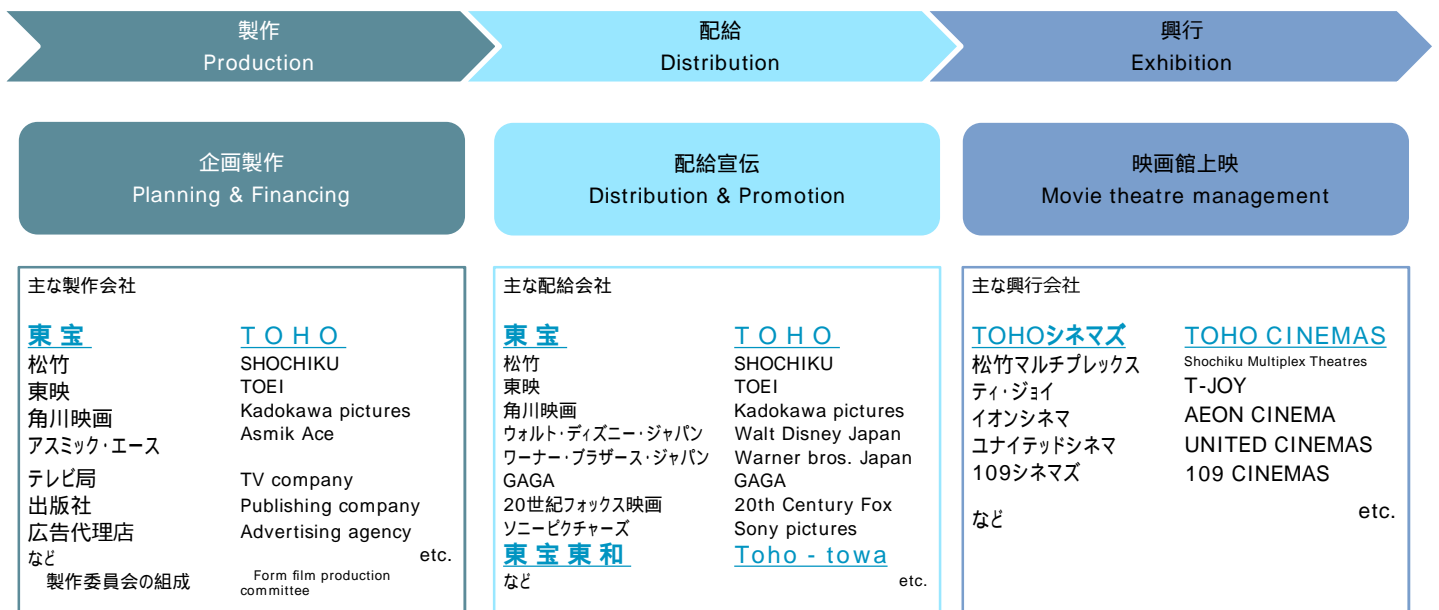 製作
Production
配給
Distribution
興行
Exhibition
企画製作
Planning & Financing
配給宣伝
Distribution & Promotion
映画館上映
Movie theatre management
主な製作会社
東宝 TOHO
松竹 SHOCHIKU
東映 TOEI
角川映画 Kadokawa pictures
アスミック・エース Asmik Ace
テレビ局 TV company
出版社 Publishing company
広告代理店 Advertising agency
など etc.
製作委員会の組成 Form film production
committee
主な配給会社
東宝 TOHO
松竹 SHOCHIKU
東映 TOEI
角川映画 Kadokawa pictures
ウォルト・ディズニー・ジャパン Walt Disney Japan
ワーナー・ブラザース・ジャパン Warner bros. Japan
GAGA GAGA
20世紀フォックス映画 20th Century Fox
ソニーピクチャーズ Sony pictures
東宝東和 Toho - towa
など etc.
主な興行会社
TOHOシネマズ TOHO CINEMAS
松竹マルチプレックス Shochiku Multiplex Theatres
ティ・ジョイ T-JOY
イオンシネマ AEON CINEMA
ユナイテッドシネマ UNITED CINEMAS
109シネマズ 109 CINEMAS
など etc.